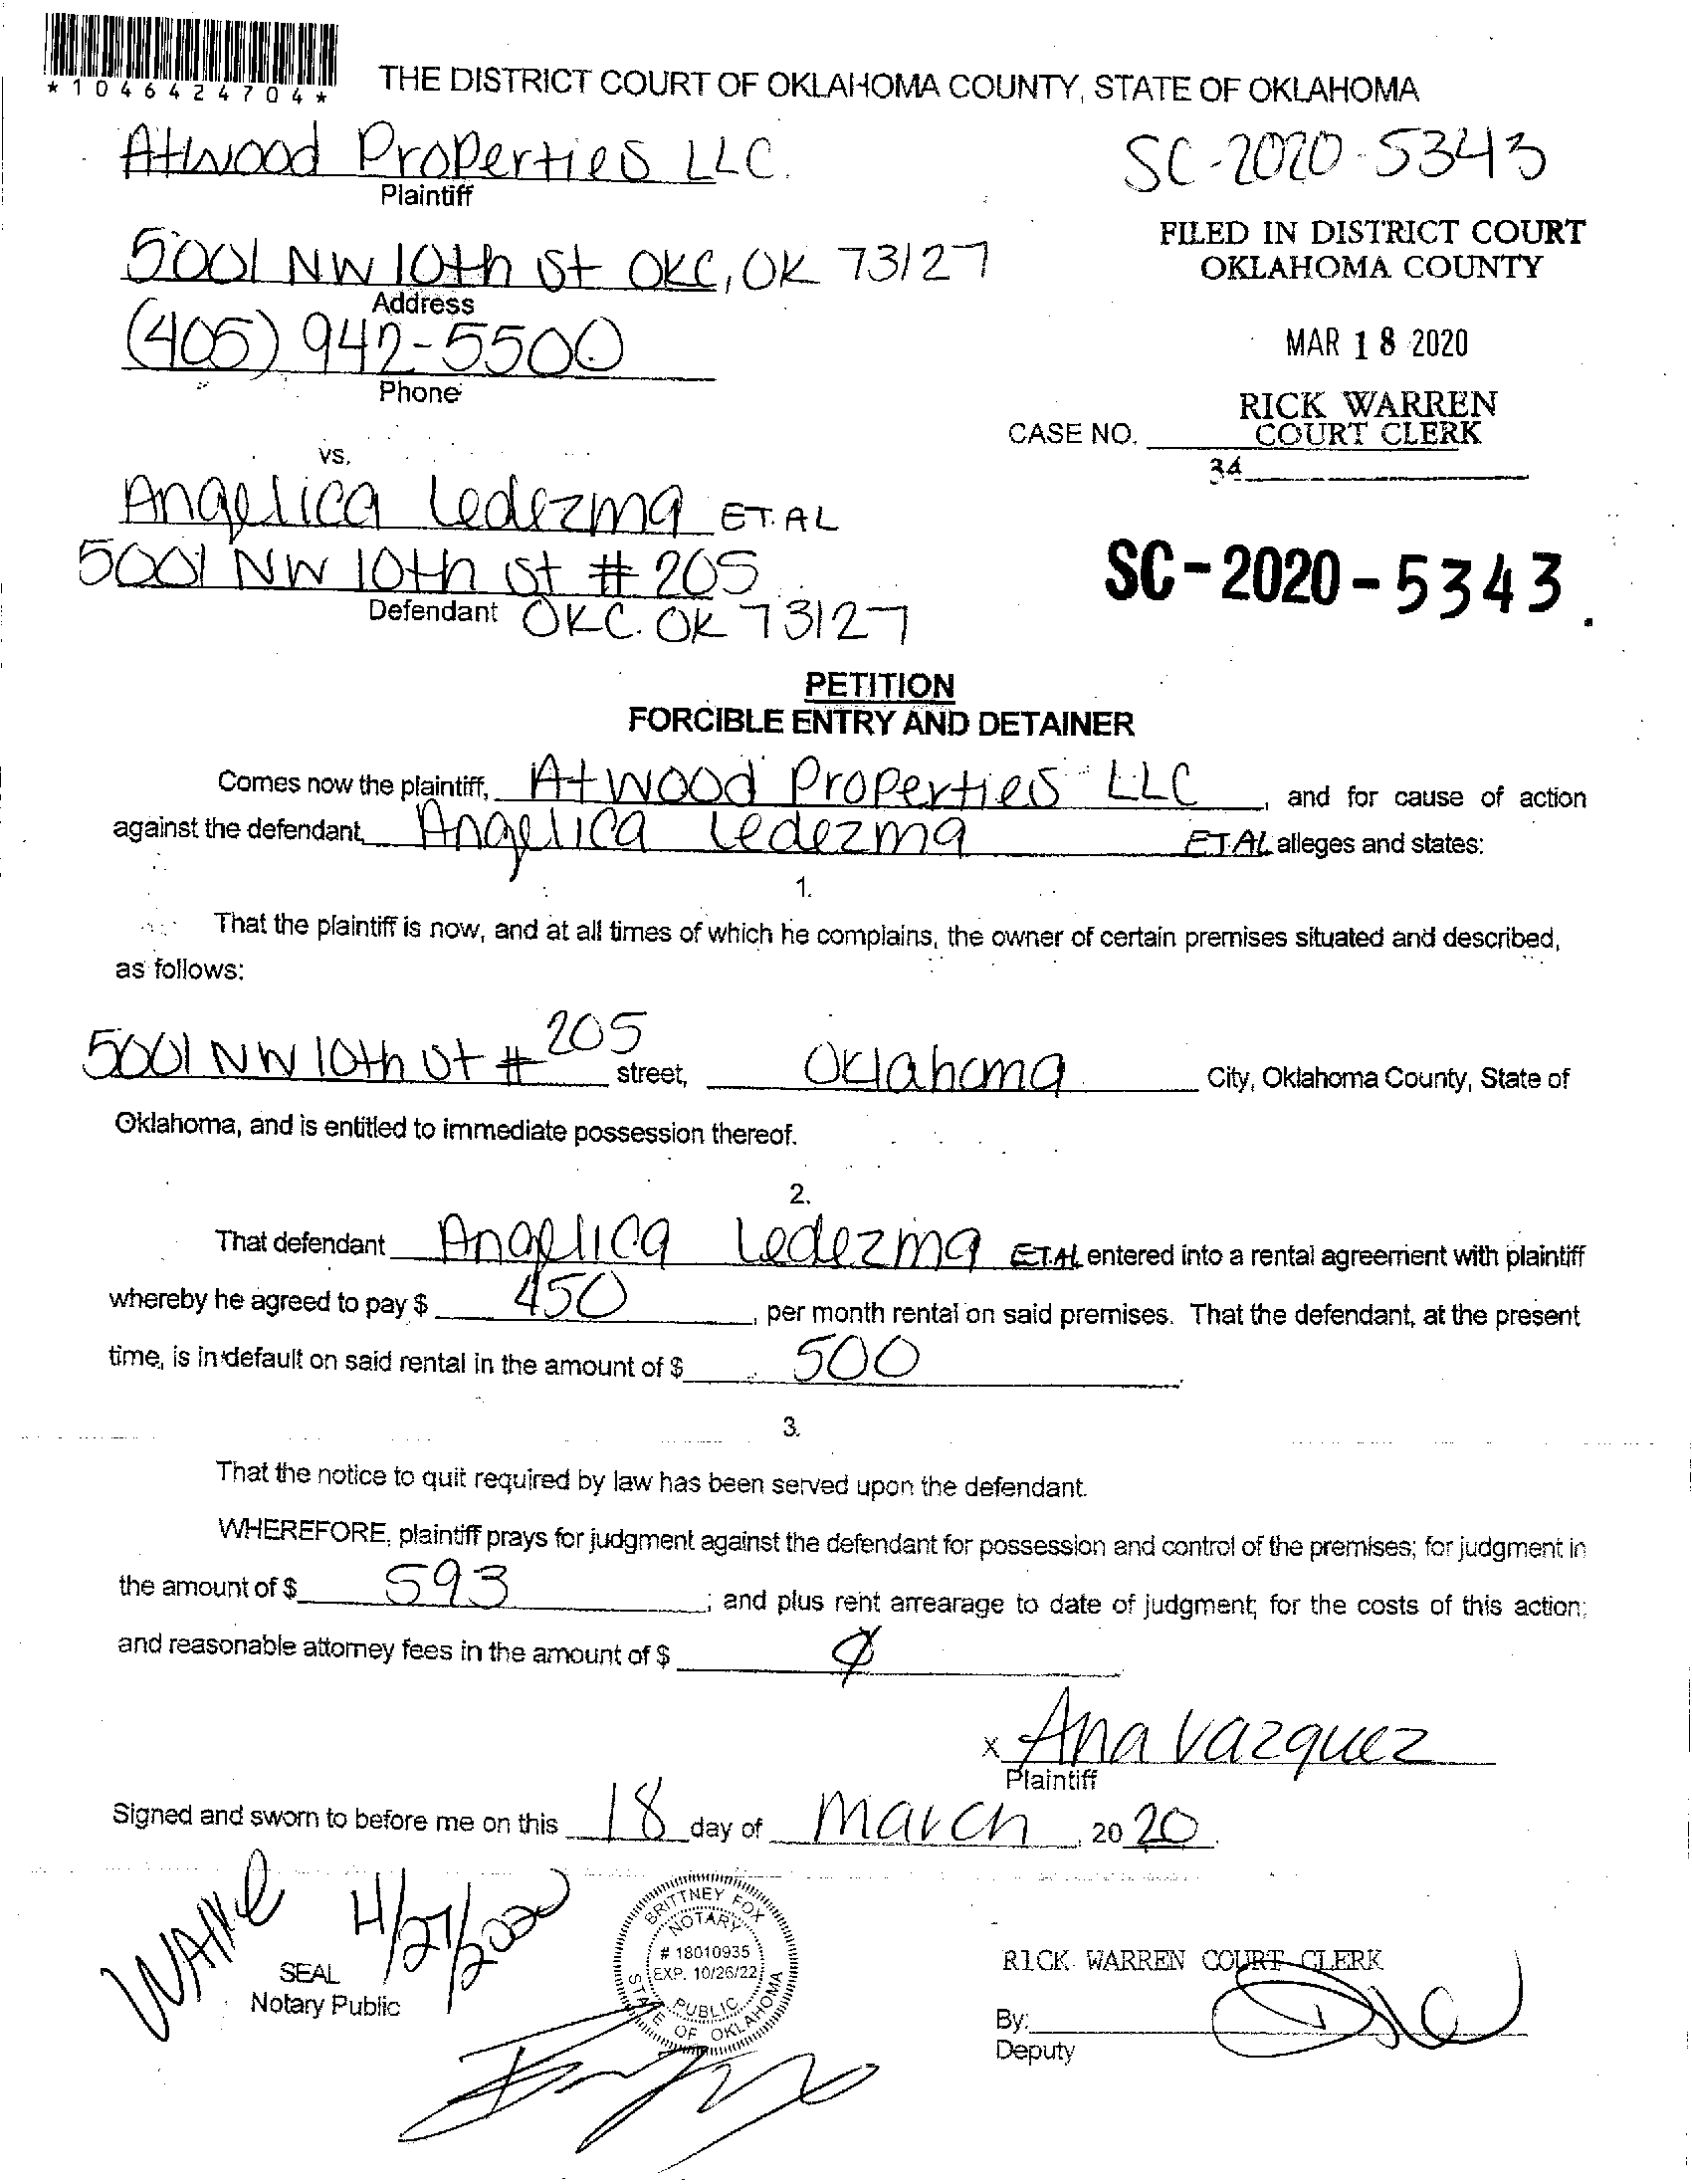 *1046424704*
THE DISTRICT COURT OF OKLAHOMA COUNTY, STATE OF OKLAHOMA
Atwood Properties LLC.
Plaintiff
SC-2020-5343
5001 NW 10th St OKC, OK 73127
Address
FILED IN DISTRICT COURT
OKLAHOMA COUNTY
(405) 942-5500
Phone
MAR 18 2020
RICK WARREN
COURT CLERK
CASE NO.
34
vs.
Angelica Ledezma ET. AL
5001 NW 10th St # 205
Defendant OKC. OK 73127
SC-2020-5343.
PETITION
FORCIBLE ENTRY AND DETAINER
Comes now the plaintiff, Atwood Properties LLC, and for cause of action
against the defendant, Angelica Ledezma ET.AL alleges and states:
1.
That the plaintiff is now, and at all times of which he complains, the owner of certain premises situated and described,
as follows:
5001 NW 10th St # 205 street, Oklahoma City, Oklahoma County, State of
Oklahoma, and is entitled to immediate possession thereof.
2.
That defendant Angelica Ledezma ET.AL entered into a rental agreement with plaintiff
whereby he agreed to pay $ 450, per month rental on said premises. That the defendant, at the present
time, is in default on said rental in the amount of $ 500.
3.
That the notice to quit required by law has been served upon the defendant.
WHEREFORE, plaintiff prays for judgment against the defendant for possession and control of the premises; for judgment in
the amount of $ 593; and plus rent arrearage to date of judgment; for the costs of this action;
and reasonable attorney fees in the amount of $ Ø
x Ana Vazquez
Plaintiff
Signed and sworn to before me on this 18 day of March, 2020.
4/27/2020
SEAL
Notary Public
BRITTNEY FOX
NOTARY
# 18010935
EXP. 10/26/22
PUBLIC
STATE OF OKLAHOMA
RICK WARREN COURT CLERK
By:
Deputy